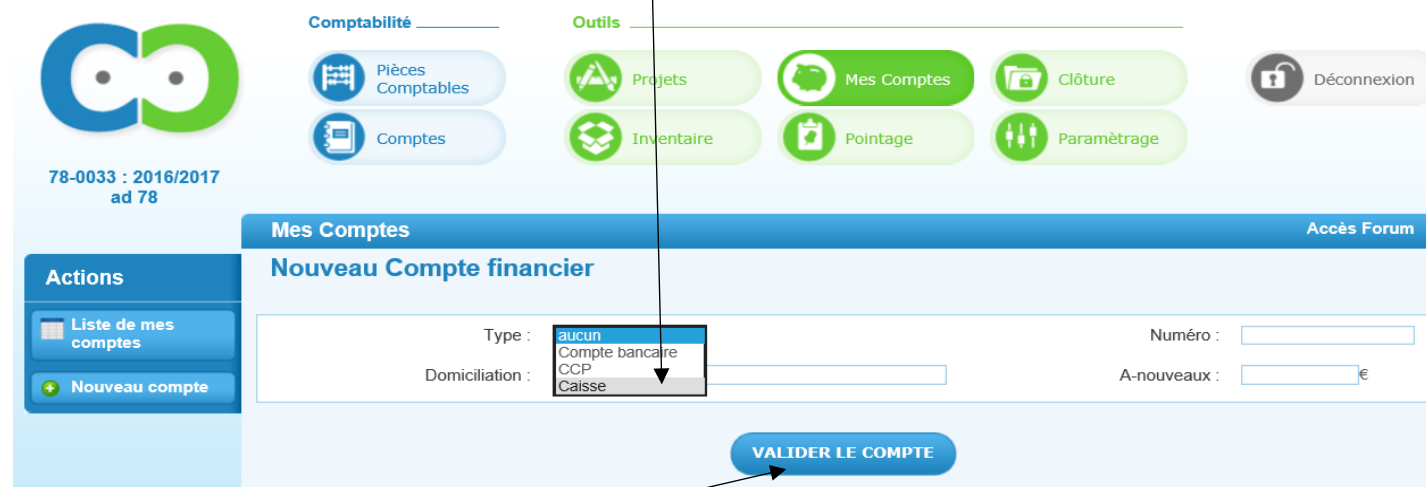 Comptabilité
Outils
Pièces
Comptables
Projets
Mes Comptes
Clôture
Déconnexion
Comptes
Inventaire
Pointage
Paramètrage
78-0033 : 2016/2017
ad 78
Mes Comptes
Accès Forum
Actions
Nouveau Compte financier
Liste de mes
comptes
Nouveau compte
Type :
aucun
Compte bancaire
CCP
Caisse
Numéro :
Domiciliation :
A-nouveaux :
€
VALIDER LE COMPTE